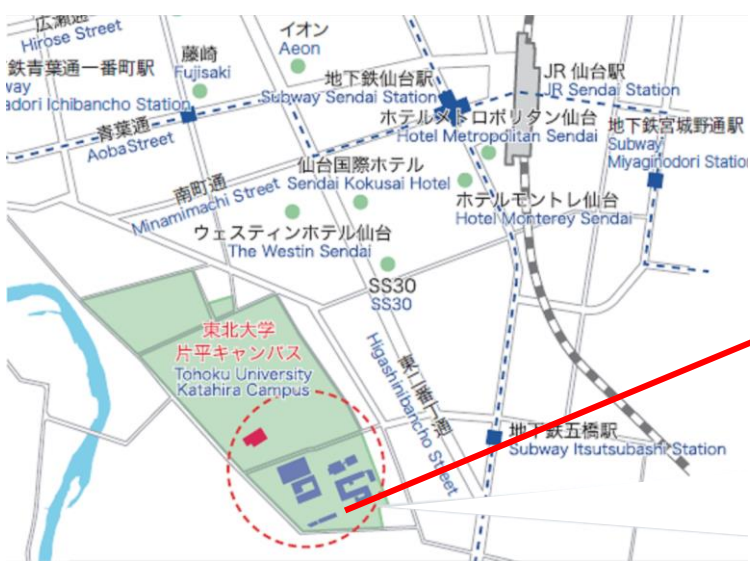 広瀬通
Hirose Street
藤崎
Fujisaki
イオン
Aeon
鉄青葉通一番町駅
way
adori Ichibancho Station
青葉通
AobaStreet
地下鉄仙台駅
Subway Sendai Station
JR 仙台駅
JR Sendai Station
ホテルメトロポリタン仙台
Hotel Metropolitan Sendai
地下鉄宮城野通駅
Subway
Miyaginodori Station
南町通
Minamimachi Street
仙台国際ホテル
Sendai Kokusai Hotel
ホテルモントレ仙台
Hotel Monterey Sendai
ウェスティンホテル仙台
The Westin Sendai
SS30
SS30
東北大学
片平キャンパス
Tohoku University
Katahira Campus
東二番丁通
Higashinibancho Street
地下鉄五橋駅
Subway Itsutsubashi Station